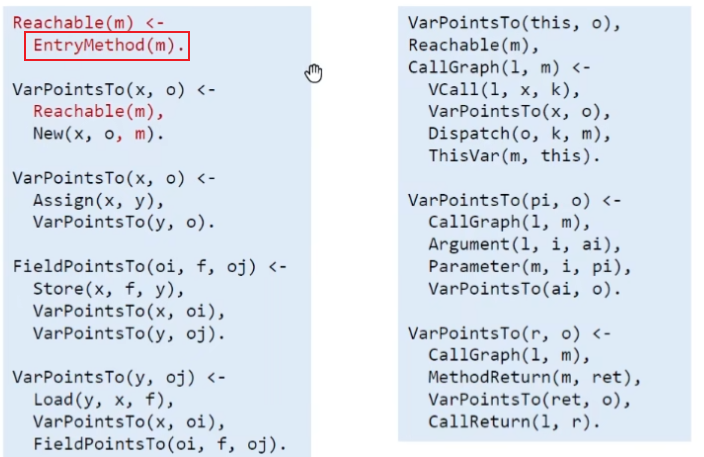 Reachable(m) <-
EntryMethod(m).
VarPointsTo(x, o) <-
Reachable(m),
New(x, o, m).
VarPointsTo(x, o) <-
Assign(x, y),
VarPointsTo(y, o).
FieldPointsTo(oi, f, oj) <-
Store(x, f, y),
VarPointsTo(x, oi),
VarPointsTo(y, oj).
VarPointsTo(y, oj) <-
Load(y, x, f),
VarPointsTo(x, oi),
FieldPointsTo(oi, f, oj).
VarPointsTo(this, o),
Reachable(m),
CallGraph(l, m) <-
VCall(l, x, k),
VarPointsTo(x, o),
Dispatch(o, k, m),
ThisVar(m, this).
VarPointsTo(pi, o) <-
CallGraph(l, m),
Argument(l, i, ai),
Parameter(m, i, pi),
VarPointsTo(ai, o).
VarPointsTo(r, o) <-
CallGraph(l, m),
MethodReturn(m, ret),
VarPointsTo(ret, o),
CallReturn(l, r).